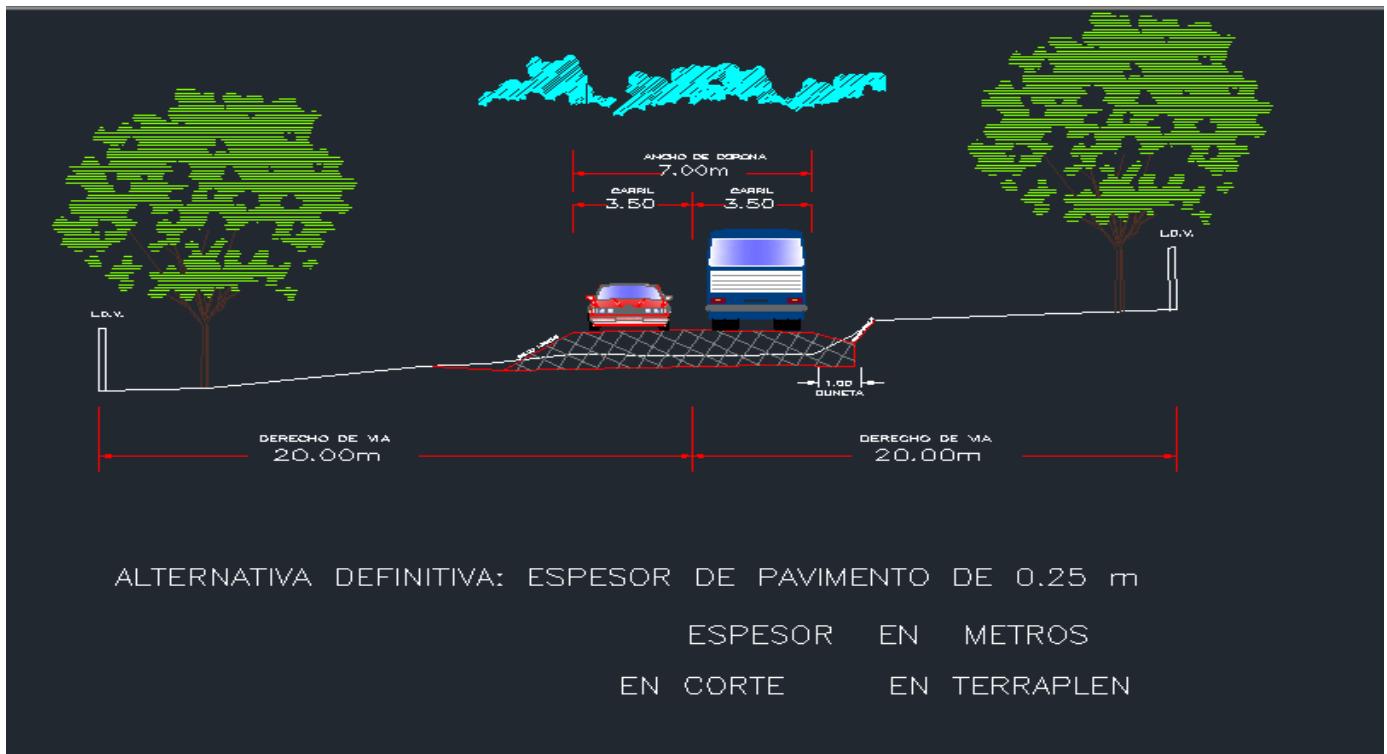 ANCHO DE CORONA
7.00m
CARRIL CARRIL
3.50 3.50
L.D.V.
L.D.V.
1.00
CUNETA
DERECHO DE VIA DERECHO DE VIA
20.00m 20.00m
ALTERNATIVA DEFINITIVA: ESPESOR DE PAVIMENTO DE 0.25 m
ESPESOR EN METROS
EN CORTE EN TERRAPLEN